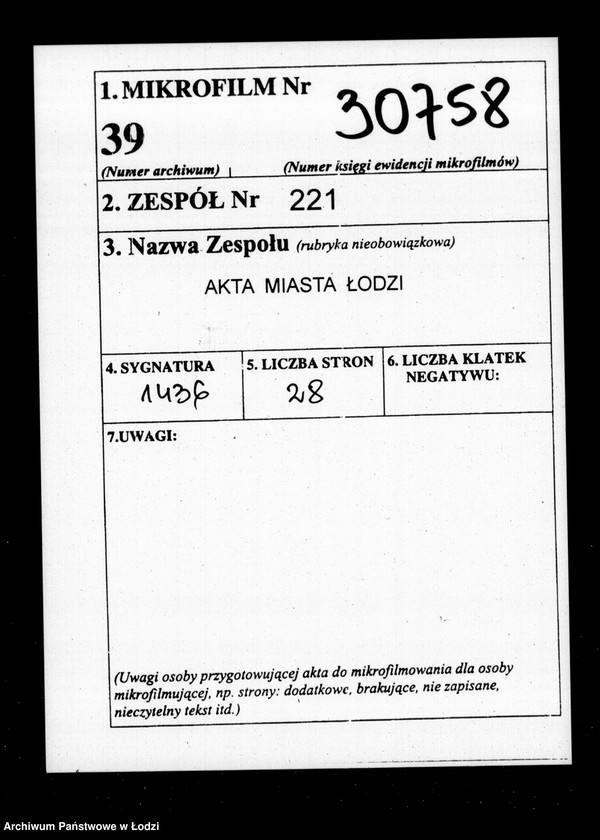 1. MIKROFILM Nr 30758
39
(Numer archiwum) (Numer księgi ewidencji mikrofilmów)
2. ZESPÓŁ Nr 221
3. Nazwa Zespołu (rubryka nieobowiązkowa)
AKTA MIASTA ŁODZI
4. SYGNATURA 5. LICZBA STRON 6. LICZBA KLATEK
NEGATYWU:
1436 28
7.UWAGI:
(Uwagi osoby przygotowującej akta do mikrofilmowania dla osoby
mikrofilmującej, np. strony: dodatkowe, brakujące, nie zapisane,
nieczytelny tekst itd.)
Archiwum Państwowe w Łodzi